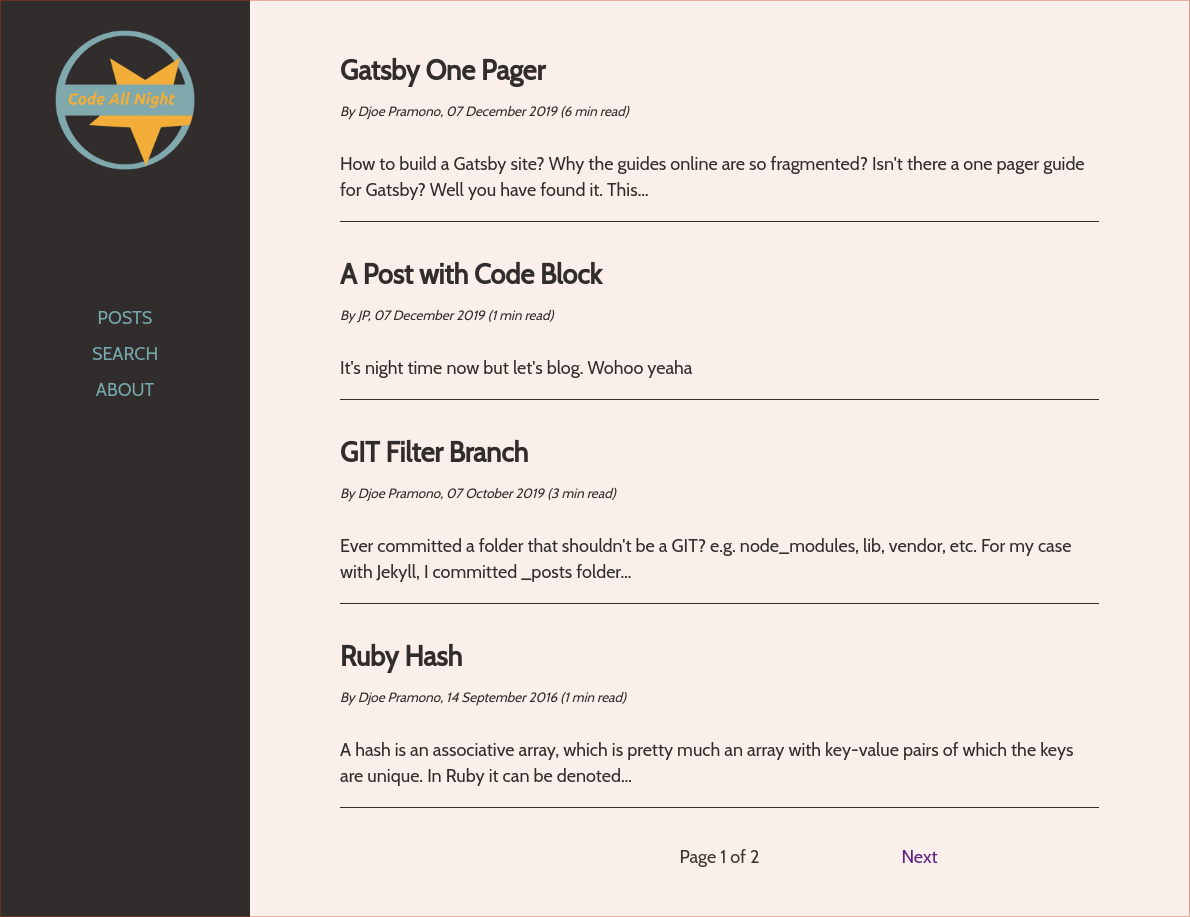 Code All Night
POSTS
SEARCH
ABOUT
Gatsby One Pager
By Djoe Pramono, 07 December 2019 (6 min read)
How to build a Gatsby site? Why the guides online are so fragmented? Isn't there a one pager guide
for Gatsby? Well you have found it. This...
A Post with Code Block
By JP, 07 December 2019 (1 min read)
It's night time now but let's blog. Wohoo yeaha
GIT Filter Branch
By Djoe Pramono, 07 October 2019 (3 min read)
Ever committed a folder that shouldn't be a GIT? e.g. node_modules, lib, vendor, etc. For my case
with Jekyll, I committed _posts folder...
Ruby Hash
By Djoe Pramono, 14 September 2016 (1 min read)
A hash is an associative array, which is pretty much an array with key-value pairs of which the keys
are unique. In Ruby it can be denoted...
Page 1 of 2
Next